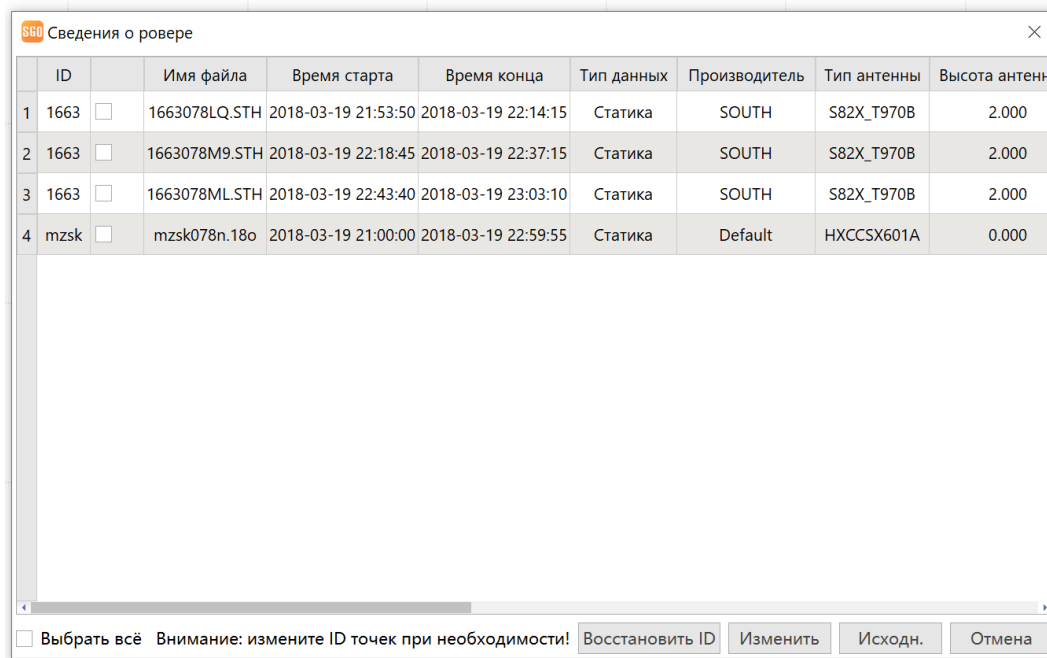 SGO Сведения о ровере
ID Имя файла Время старта Время конца Тип данных Производитель Тип антенны Высота антенн
1 1663 1663078LQ.STH 2018-03-19 21:53:50 2018-03-19 22:14:15 Статика SOUTH S82X_T970B 2.000
2 1663 1663078M9.STH 2018-03-19 22:18:45 2018-03-19 22:37:15 Статика SOUTH S82X_T970B 2.000
3 1663 1663078ML.STH 2018-03-19 22:43:40 2018-03-19 23:03:10 Статика SOUTH S82X_T970B 2.000
4 mzsk mzsk078n.18o 2018-03-19 21:00:00 2018-03-19 22:59:55 Статика Default HXCCSX601A 0.000
Выбрать всё Внимание: измените ID точек при необходимости! Восстановить ID Изменить Исходн. Отмена